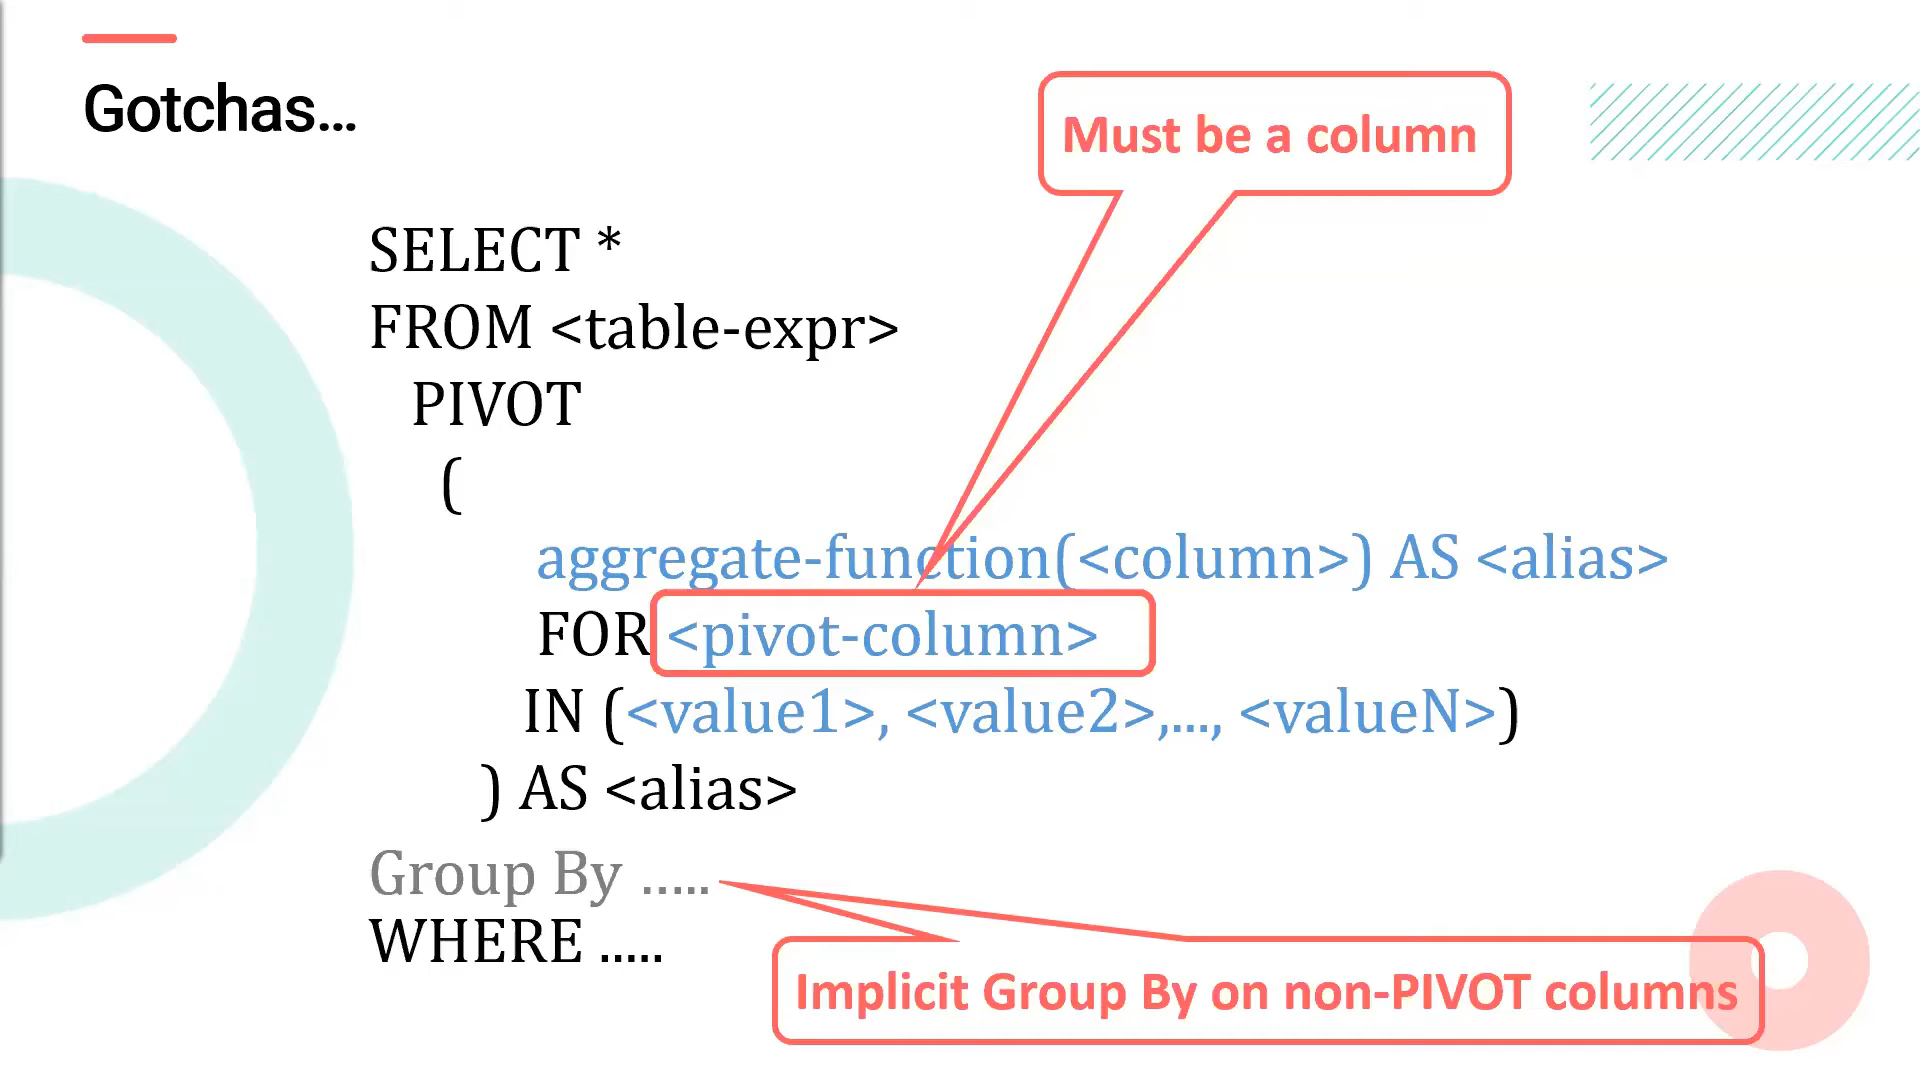 Gotchas...
Must be a column
SELECT *
FROM <table-expr>
PIVOT
(
aggregate-function(<column>) AS <alias>
FOR <pivot-column>
IN (<value1>, <value2>,..., <valueN>)
) AS <alias>
Group By .....
WHERE .....
Implicit Group By on non-PIVOT columns